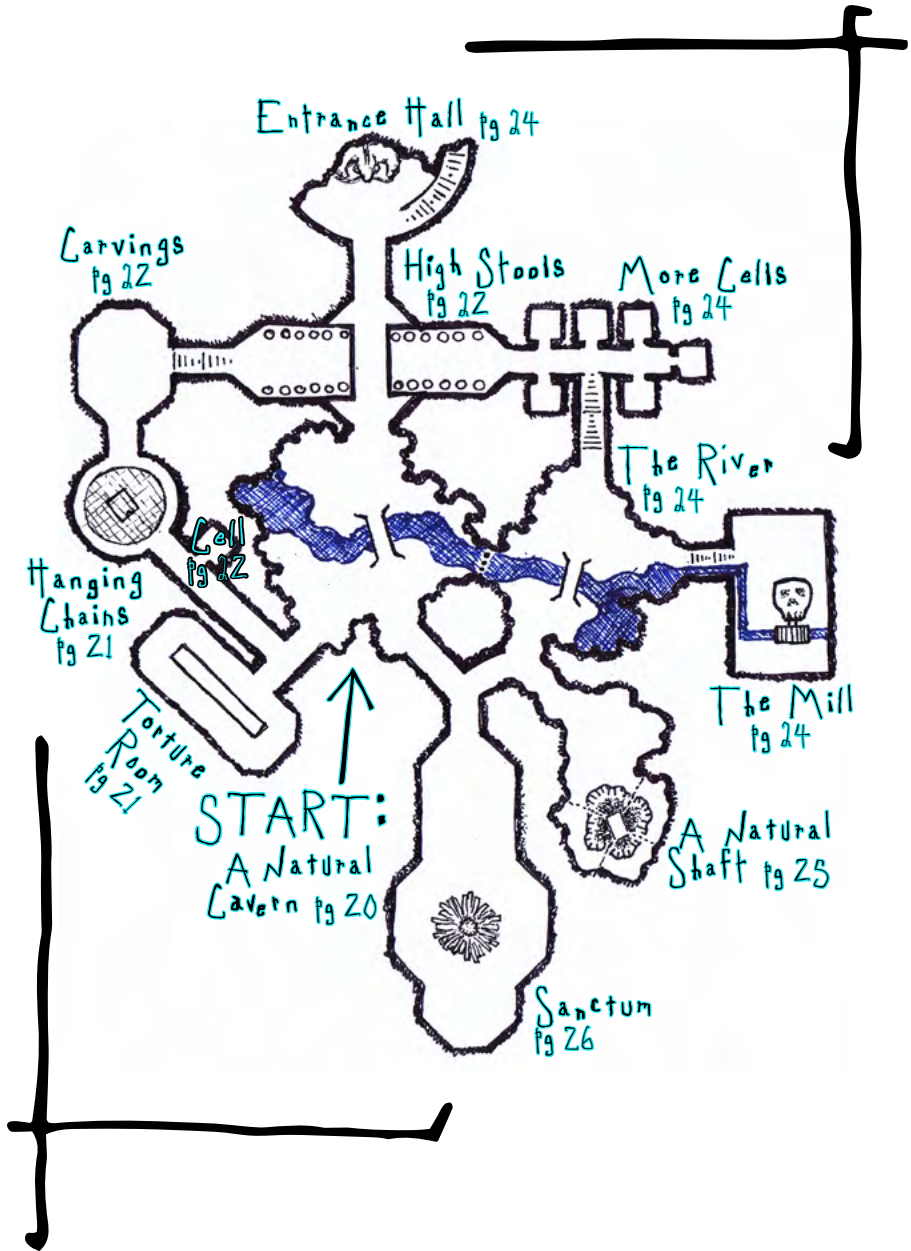 Entrance Hall pg 24
Carvings
pg 22
High Stools
pg 22
More Cells
pg 24
The River
pg 24
Cell
pg 22
Hanging
Chains
pg 21
Torture
Room
pg 21
The Mill
pg 24
START:
A Natural
Cavern pg 20
A Natural
Shaft pg 25
Sanctum
pg 26